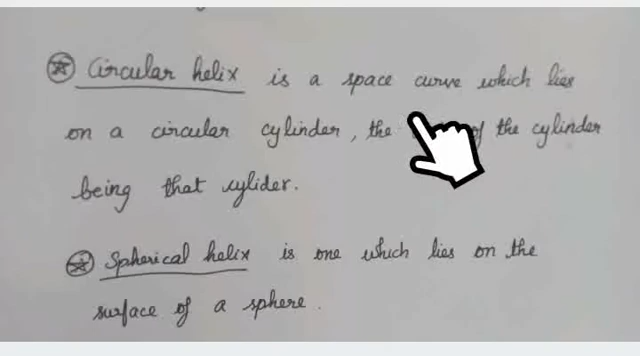 Circular helix is a space curve which lies
on a circular cylinder, the of the cylinder
being that cylider.
Spherical helix is one which lies on the
surface of a sphere.